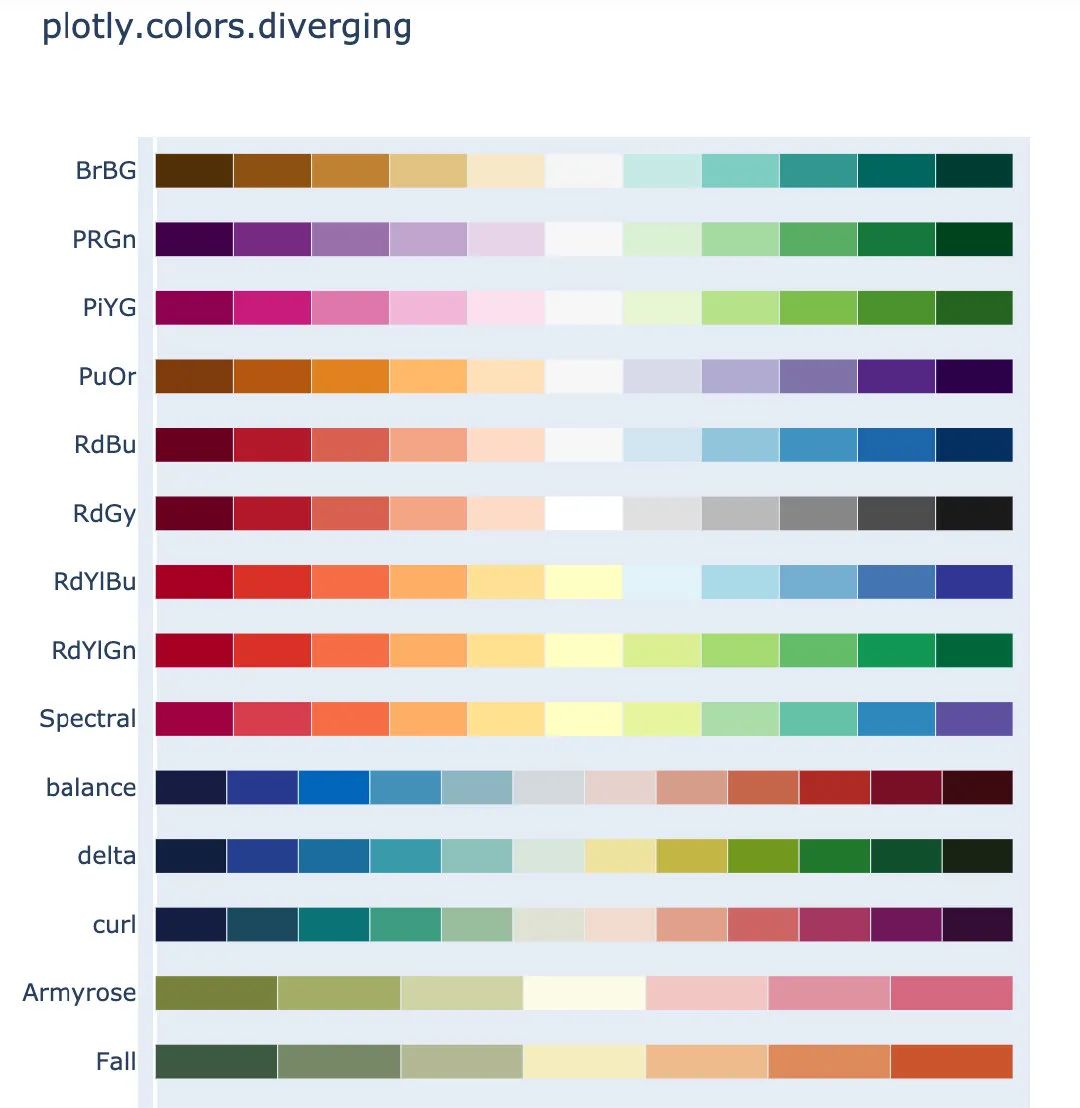 plotly.colors.diverging
BrBG
PRGn
PiYG
PuOr
RdBu
RdGy
RdYlBu
RdYlGn
Spectral
balance
delta
curl
Armyrose
Fall